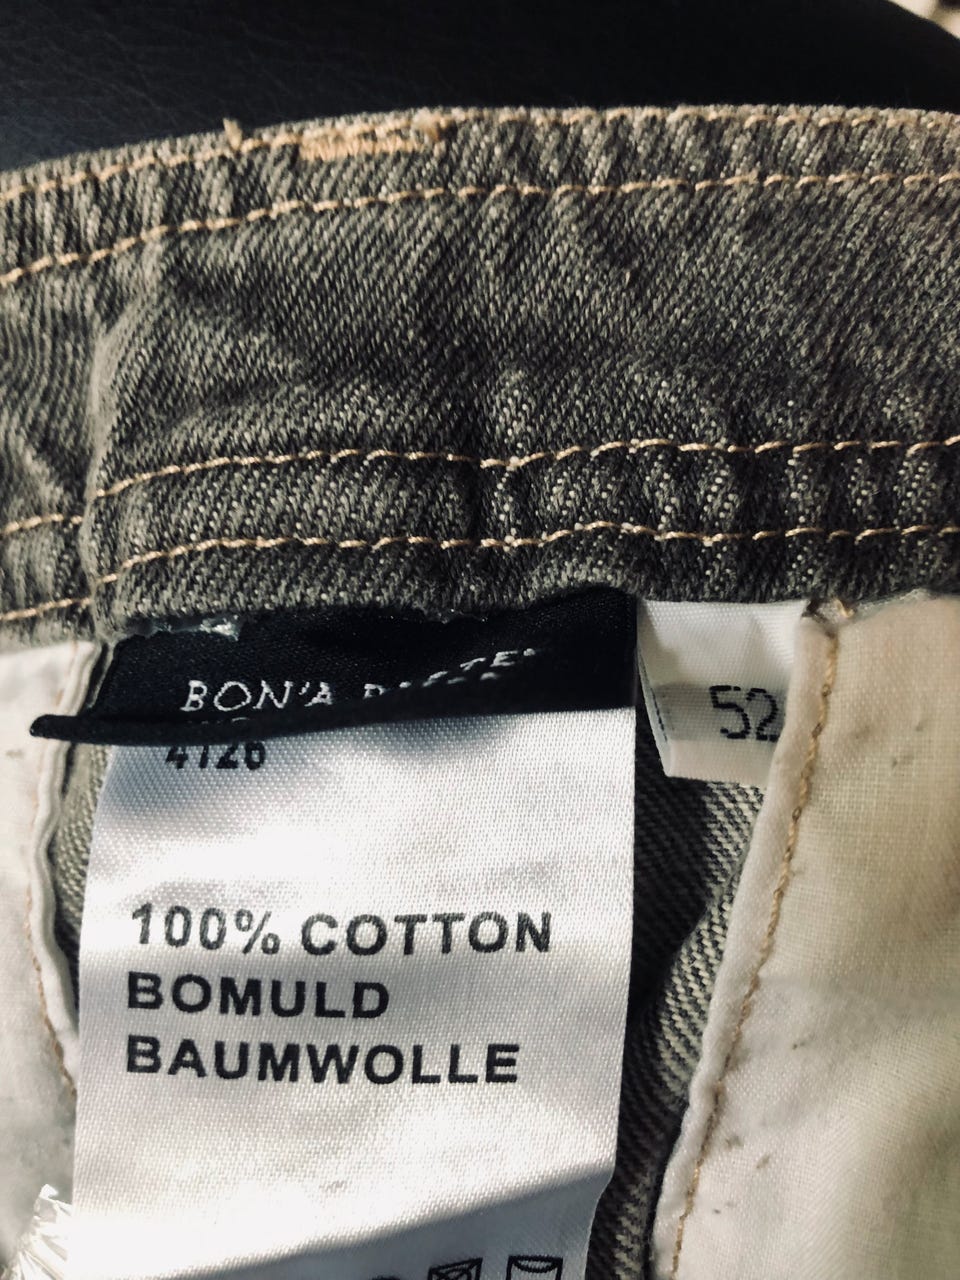 BON'A
52
4126
100% COTTON
BOMULD
BAUMWOLLE